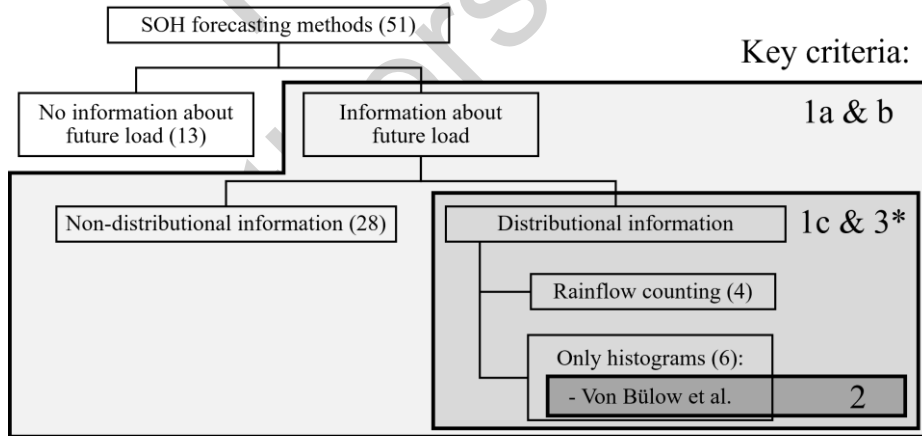 SOH forecasting methods (51)
Key criteria:
No information about
future load (13)
Information about
future load
1a & b
Non-distributional information (28)
Distributional information
1c & 3*
Rainflow counting (4)
Only histograms (6):
- Von Bülow et al.
2